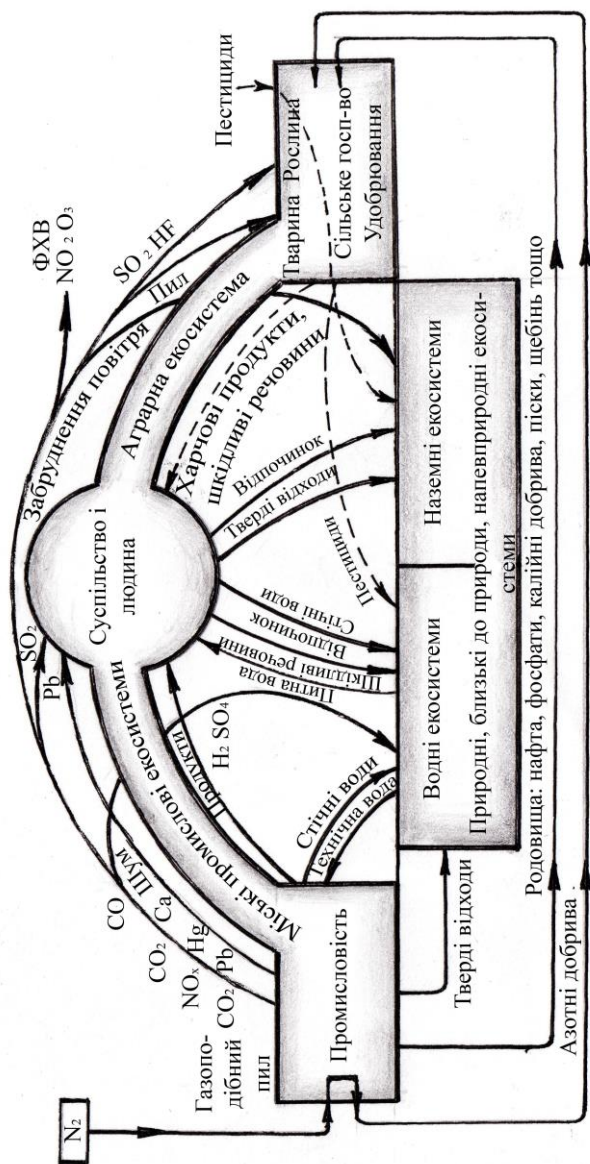 ФХВ
NO₂ O₃
Пестициди
SO₂ HF
Пил
Забруднення повітря
SO₂
Pb
CO
Шум
CO₂ Ca
NOₓ Hg
CO₂ Pb
Газопо-
дібний
пил
N₂
Суспільство і
людина
Аграрна екосистема
Міські промислові екосистеми
Тварина Рослина
Сільське госп-во
Удобрювання
Харчові продукти,
шкідливі речовини
Відпочинок
Тверді відходи
Пестициди
Стічні води
Відпочинок
Шкідливі речовини
Питна вода
Продукти
H₂ SO₄
Стічні води
Технічна вода
Промисловість
Водні екосистеми
Наземні екосистеми
Природні, близькі до природи, напевприродні екоси-
стеми
Тверді відходи
Родовища: нафта, фосфати, калійні добрива, піски, щебінь тощо
Азотні добрива